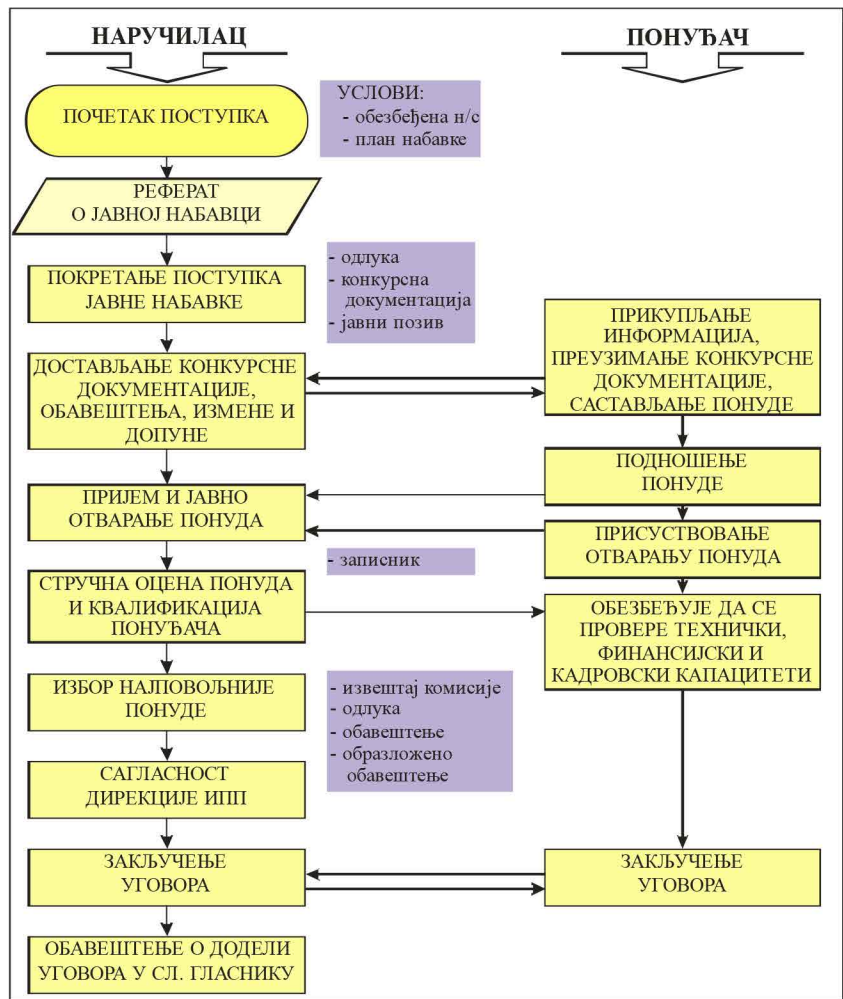 НАРУЧИЛАЦ
ПОНУЂАЧ
ПОЧЕТАК ПОСТУПКА
УСЛОВИ:
- обезбеђена н/с
- план набавке
РЕФЕРАТ
О ЈАВНОЈ НАБАВЦИ
ПОКРЕТАЊЕ ПОСТУПКА
ЈАВНЕ НАБАВКЕ
- одлука
- конкурсна
документација
- јавни позив
ДОСТАВЉАЊЕ КОНКУРСНЕ
ДОКУМЕНТАЦИЈЕ,
ОБАВЕШТЕЊА, ИЗМЕНЕ И
ДОПУНЕ
ПРИКУПЉАЊЕ
ИНФОРМАЦИЈА,
ПРЕУЗИМАЊЕ КОНКУРСНЕ
ДОКУМЕНТАЦИЈЕ,
САСТАВЉАЊЕ ПОНУДЕ
ПОДНОШЕЊЕ
ПОНУДЕ
ПРИЈЕМ И ЈАВНО
ОТВАРАЊЕ ПОНУДА
ПРИСУСТВОВАЊЕ
ОТВАРАЊУ ПОНУДА
- записник
СТРУЧНА ОЦЕНА ПОНУДА
И КВАЛИФИКАЦИЈА
ПОНУЂАЧА
ОБЕЗБЕЂУЈЕ ДА СЕ
ПРОВЕРЕ ТЕХНИЧКИ,
ФИНАНСИЈСКИ И
КАДРОВСКИ КАПАЦИТЕТИ
ИЗБОР НАЈПОВОЉНИЈЕ
ПОНУДЕ
- извештај комисије
- одлука
- обавештење
- образложено
обавештење
САГЛАСНОСТ
ДИРЕКЦИЈЕ ИПП
ЗАКЉУЧЕЊЕ
УГОВОРА
ЗАКЉУЧЕЊЕ
УГОВОРА
ОБАВЕШТЕЊЕ О ДОДЕЛИ
УГОВОРА У СЛ. ГЛАСНИКУ